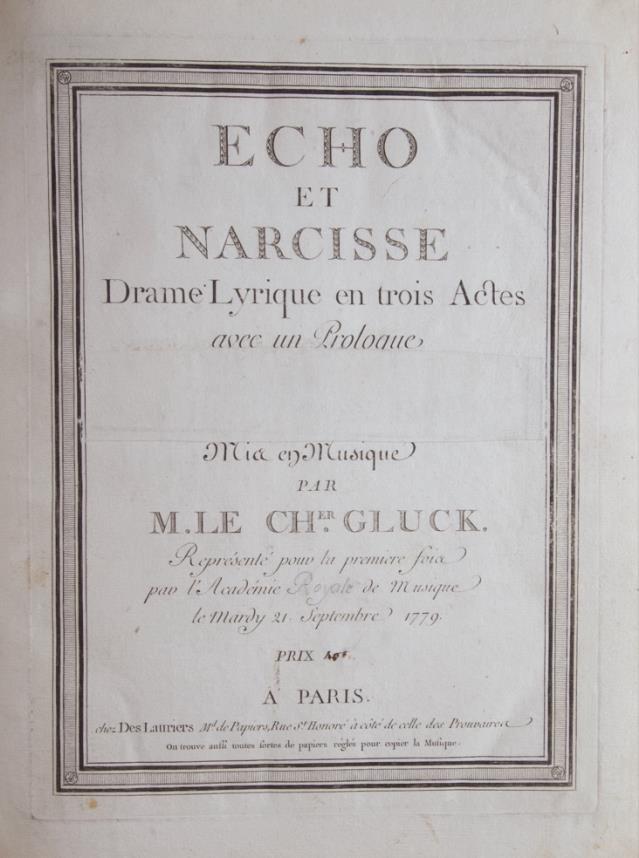 ECHO
ET
NARCISSE
Drame Lyrique en trois Actes
avec un Prologue
Mis en Musique
PAR
M. LE CH.ER GLUCK.
Représenté pour la premiere fois
par l'Académie Royale de Musique
le Mardy 21. Septembre 1779.
PRIX
À PARIS.
chez Des Lauriers M.d de Papiers, Rue S.t Honoré à côté de celle des Prouvaires
On trouve aussi toutes sortes de papiers réglés pour copier la Musique.